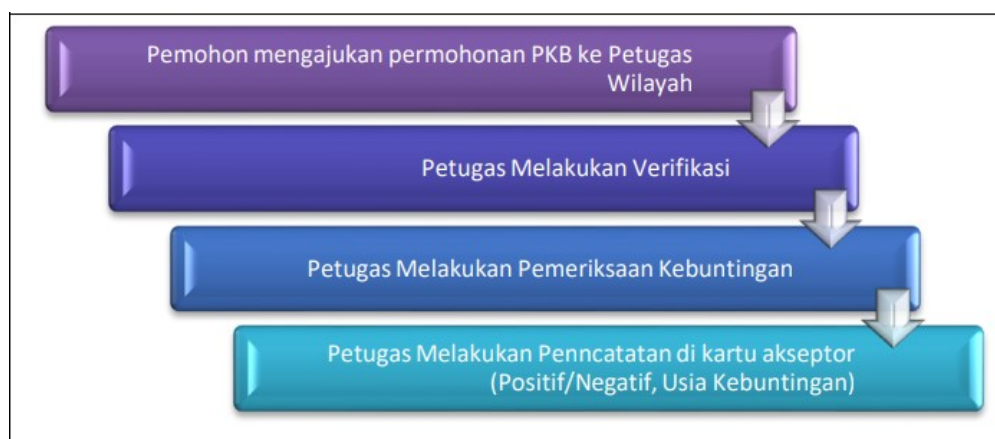 Pemohon mengajukan permohonan PKB ke Petugas
Wilayah
Petugas Melakukan Verifikasi
Petugas Melakukan Pemeriksaan Kebuntingan
Petugas Melakukan Penncatatan di kartu akseptor
(Positif/Negatif, Usia Kebuntingan)